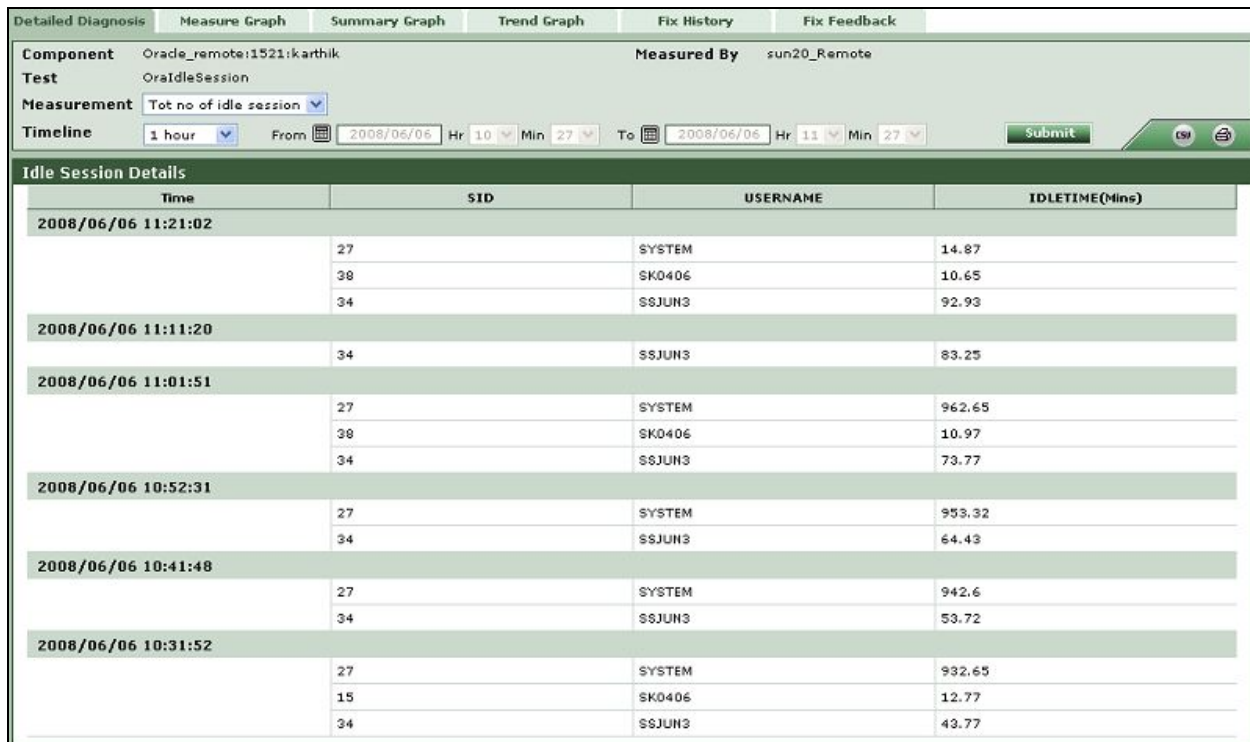 Detailed Diagnosis Measure Graph Summary Graph Trend Graph Fix History Fix Feedback
Component Oracle_remote:1521:karthik Measured By sun20_Remote
Test OraIdleSession
Measurement Tot no of idle session
Timeline 1 hour From 2008/06/06 Hr 10 Min 27 To 2008/06/06 Hr 11 Min 27 Submit CSV
Idle Session Details
Time SID USERNAME IDLETIME(Mins)
2008/06/06 11:21:02
27 SYSTEM 14.87
38 SK0406 10.65
34 SSJUN3 92.93
2008/06/06 11:11:20
34 SSJUN3 83.25
2008/06/06 11:01:51
27 SYSTEM 962.65
38 SK0406 10.97
34 SSJUN3 73.77
2008/06/06 10:52:31
27 SYSTEM 953.32
34 SSJUN3 64.43
2008/06/06 10:41:48
27 SYSTEM 942.6
34 SSJUN3 53.72
2008/06/06 10:31:52
27 SYSTEM 932.65
15 SK0406 12.77
34 SSJUN3 43.77